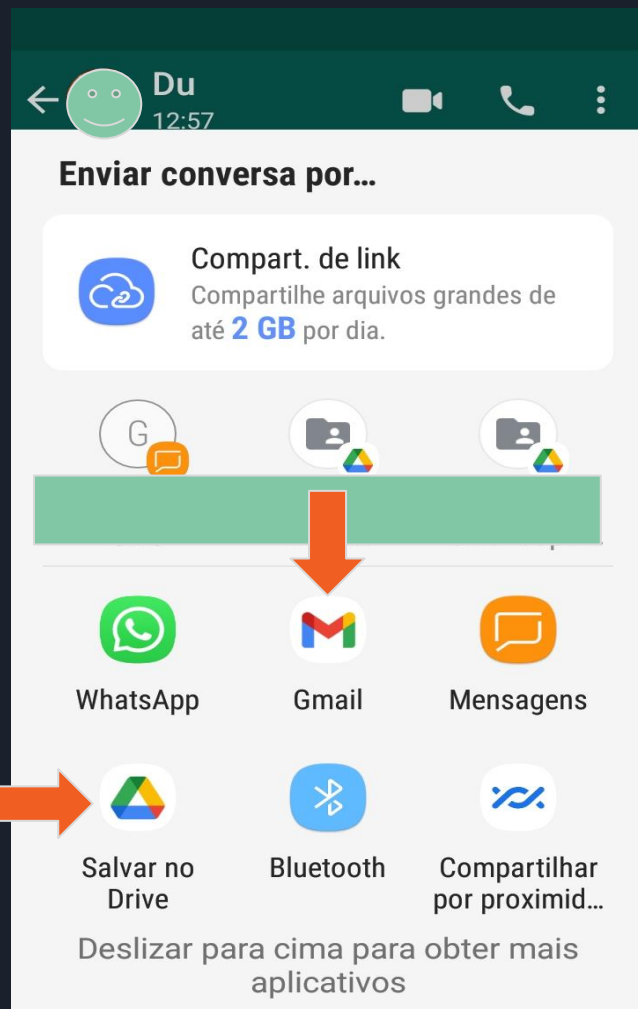 Du
12:57
Enviar conversa por...
Compart. de link
Compartilhe arquivos grandes de
até 2 GB por dia.
G
WhatsApp
Gmail
Mensagens
Salvar no
Drive
Bluetooth
Compartilhar
por proximid...
Deslizar para cima para obter mais
aplicativos